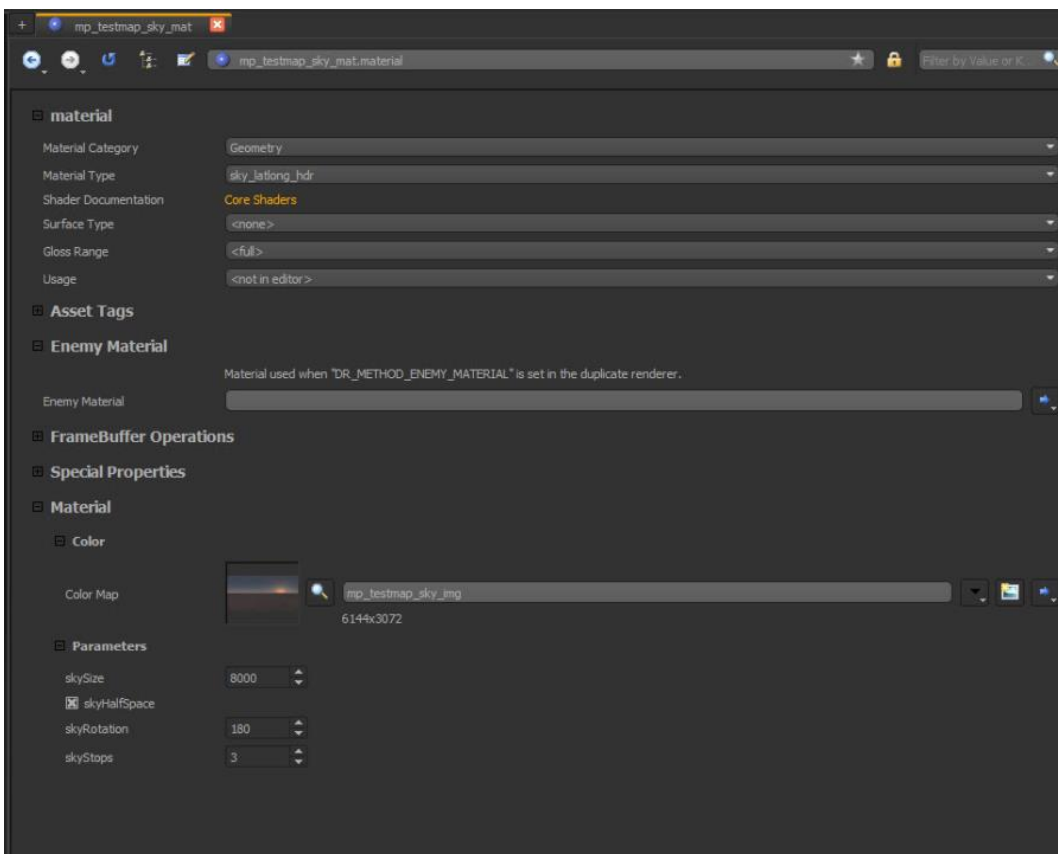 + mp_testmap_sky_mat
mp_testmap_sky_mat.material Filter by Value or K...
material
Material Category Geometry
Material Type sky_latlong_hdr
Shader Documentation Core Shaders
Surface Type <none>
Gloss Range <full>
Usage <not in editor>
Asset Tags
Enemy Material
Material used when "DR_METHOD_ENEMY_MATERIAL" is set in the duplicate renderer.
Enemy Material
FrameBuffer Operations
Special Properties
Material
Color
Color Map mp_testmap_sky_img
6144x3072
Parameters
skySize 8000
skyHalfSpace
skyRotation 180
skyStops 3